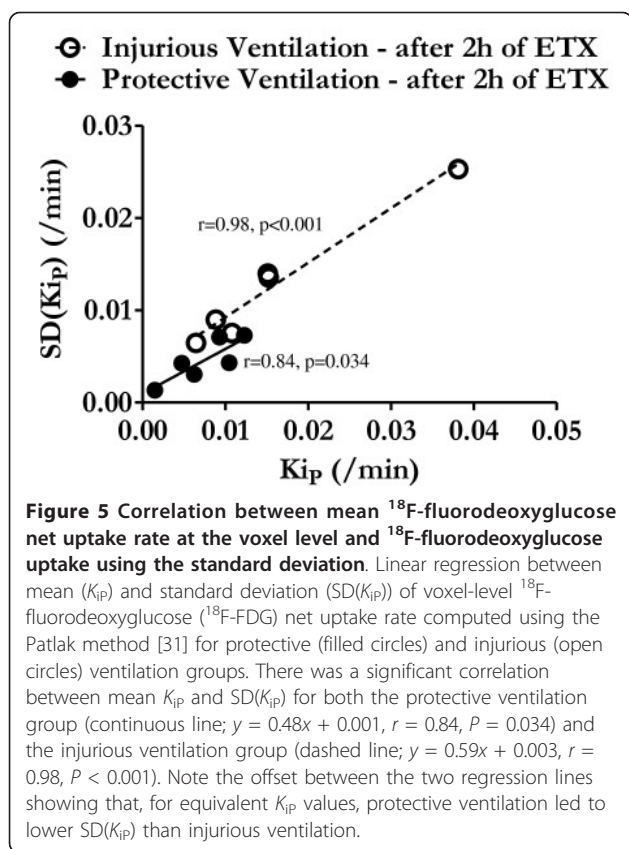 Injurious Ventilation - after 2h of ETX
Protective Ventilation - after 2h of ETX
0.03
0.02
0.01
0.00
SD(Kip) (/min)
r=0.98, p<0.001
r=0.84, p=0.034
0.00 0.01 0.02 0.03 0.04 0.05
Kip (/min)
Figure 5 Correlation between mean ¹⁸F-fluorodeoxyglucose
net uptake rate at the voxel level and ¹⁸F-fluorodeoxyglucose
uptake using the standard deviation. Linear regression between
mean (KiP) and standard deviation (SD(KiP)) of voxel-level ¹⁸F-
fluorodeoxyglucose (¹⁸F-FDG) net uptake rate computed using the
Patlak method [31] for protective (filled circles) and injurious (open
circles) ventilation groups. There was a significant correlation
between mean KiP and SD(KiP) for both the protective ventilation
group (continuous line; y = 0.48x + 0.001, r = 0.84, P = 0.034) and
the injurious ventilation group (dashed line; y = 0.59x + 0.003, r =
0.98, P < 0.001). Note the offset between the two regression lines
showing that, for equivalent KiP values, protective ventilation led to
lower SD(KiP) than injurious ventilation.